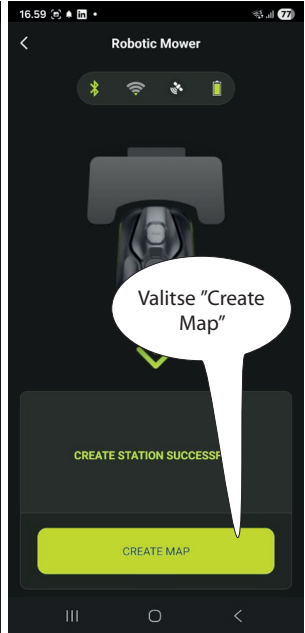 16.59
77
Robotic Mower
Valitse "Create
Map"
CREATE STATION SUCCESSF
CREATE MAP